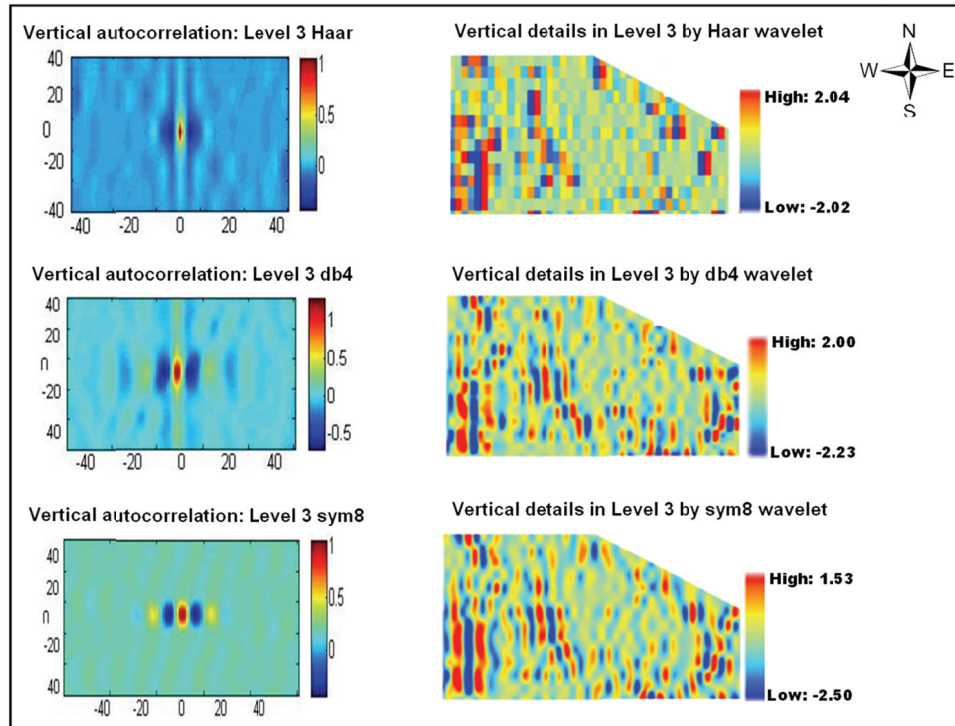 Vertical autocorrelation: Level 3 Haar
40
20
0
-20
-40
-40 -20 0 20 40
1
0.5
0
Vertical details in Level 3 by Haar wavelet
High: 2.04
Low: -2.02
N
W E
S
Vertical autocorrelation: Level 3 db4
40
20
-20
-40
-40 -20 0 20 40
1
0.5
0
-0.5
Vertical details in Level 3 by db4 wavelet
High: 2.00
Low: -2.23
Vertical autocorrelation: Level 3 sym8
40
20
-20
-40
-40 -20 0 20 40
1
0.5
0
Vertical details in Level 3 by sym8 wavelet
High: 1.53
Low: -2.50